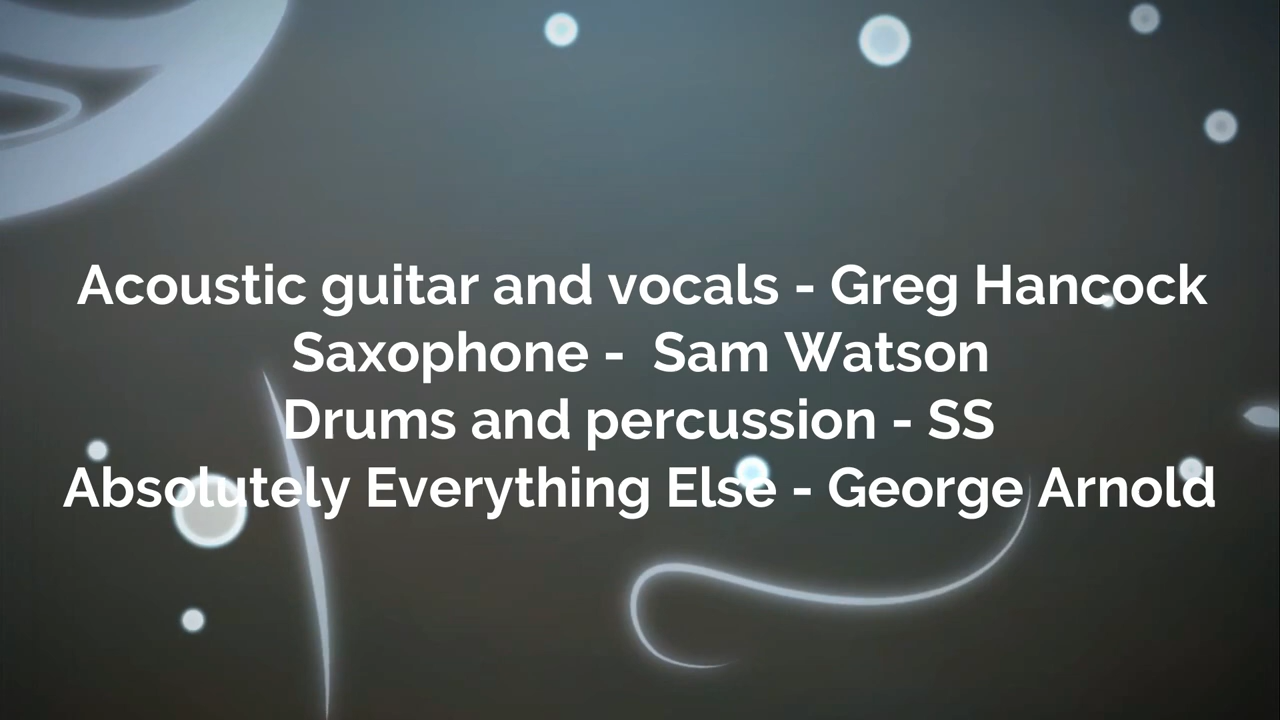 Acoustic guitar and vocals - Greg Hancock
Saxophone -  Sam Watson
Drums and percussion - SS
Absolutely Everything Else - George Arnold